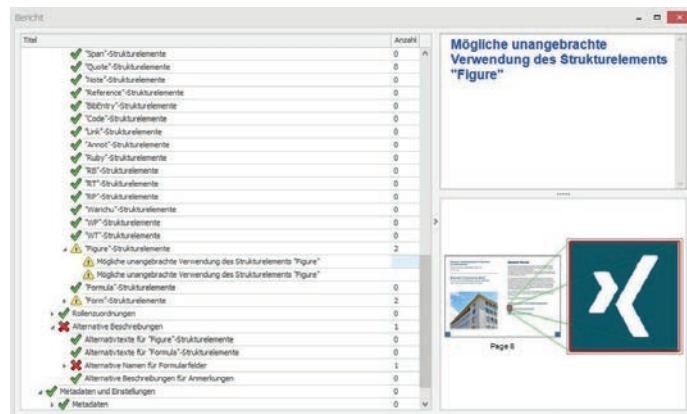 Bericht
Titel Anzahl
"Span"-Strukturelemente 0
"Quote"-Strukturelemente 0
"Note"-Strukturelemente 0
"Reference"-Strukturelemente 0
"BibEntry"-Strukturelemente 0
"Code"-Strukturelemente 0
"Link"-Strukturelemente 0
"Annot"-Strukturelemente 0
"Ruby"-Strukturelemente 0
"RB"-Strukturelemente 0
"RT"-Strukturelemente 0
"RP"-Strukturelemente 0
"Warichu"-Strukturelemente 0
"WP"-Strukturelemente 0
"WT"-Strukturelemente 0
"Figure"-Strukturelemente 2
Mögliche unangebrachte Verwendung des Strukturelements "Figure"
Mögliche unangebrachte Verwendung des Strukturelements "Figure"
"Formula"-Strukturelemente 0
"Form"-Strukturelemente 2
Rollenzuordnungen 0
Alternative Beschreibungen 1
Alternativtexte für "Figure"-Strukturelemente 0
Alternativtexte für "Formula"-Strukturelemente 0
Alternative Namen für Formularfelder 1
Alternative Beschreibungen für Anmerkungen 0
Metadaten und Einstellungen 0
Metadaten 0
Mögliche unangebrachte
Verwendung des Strukturelements
"Figure"
Page 6